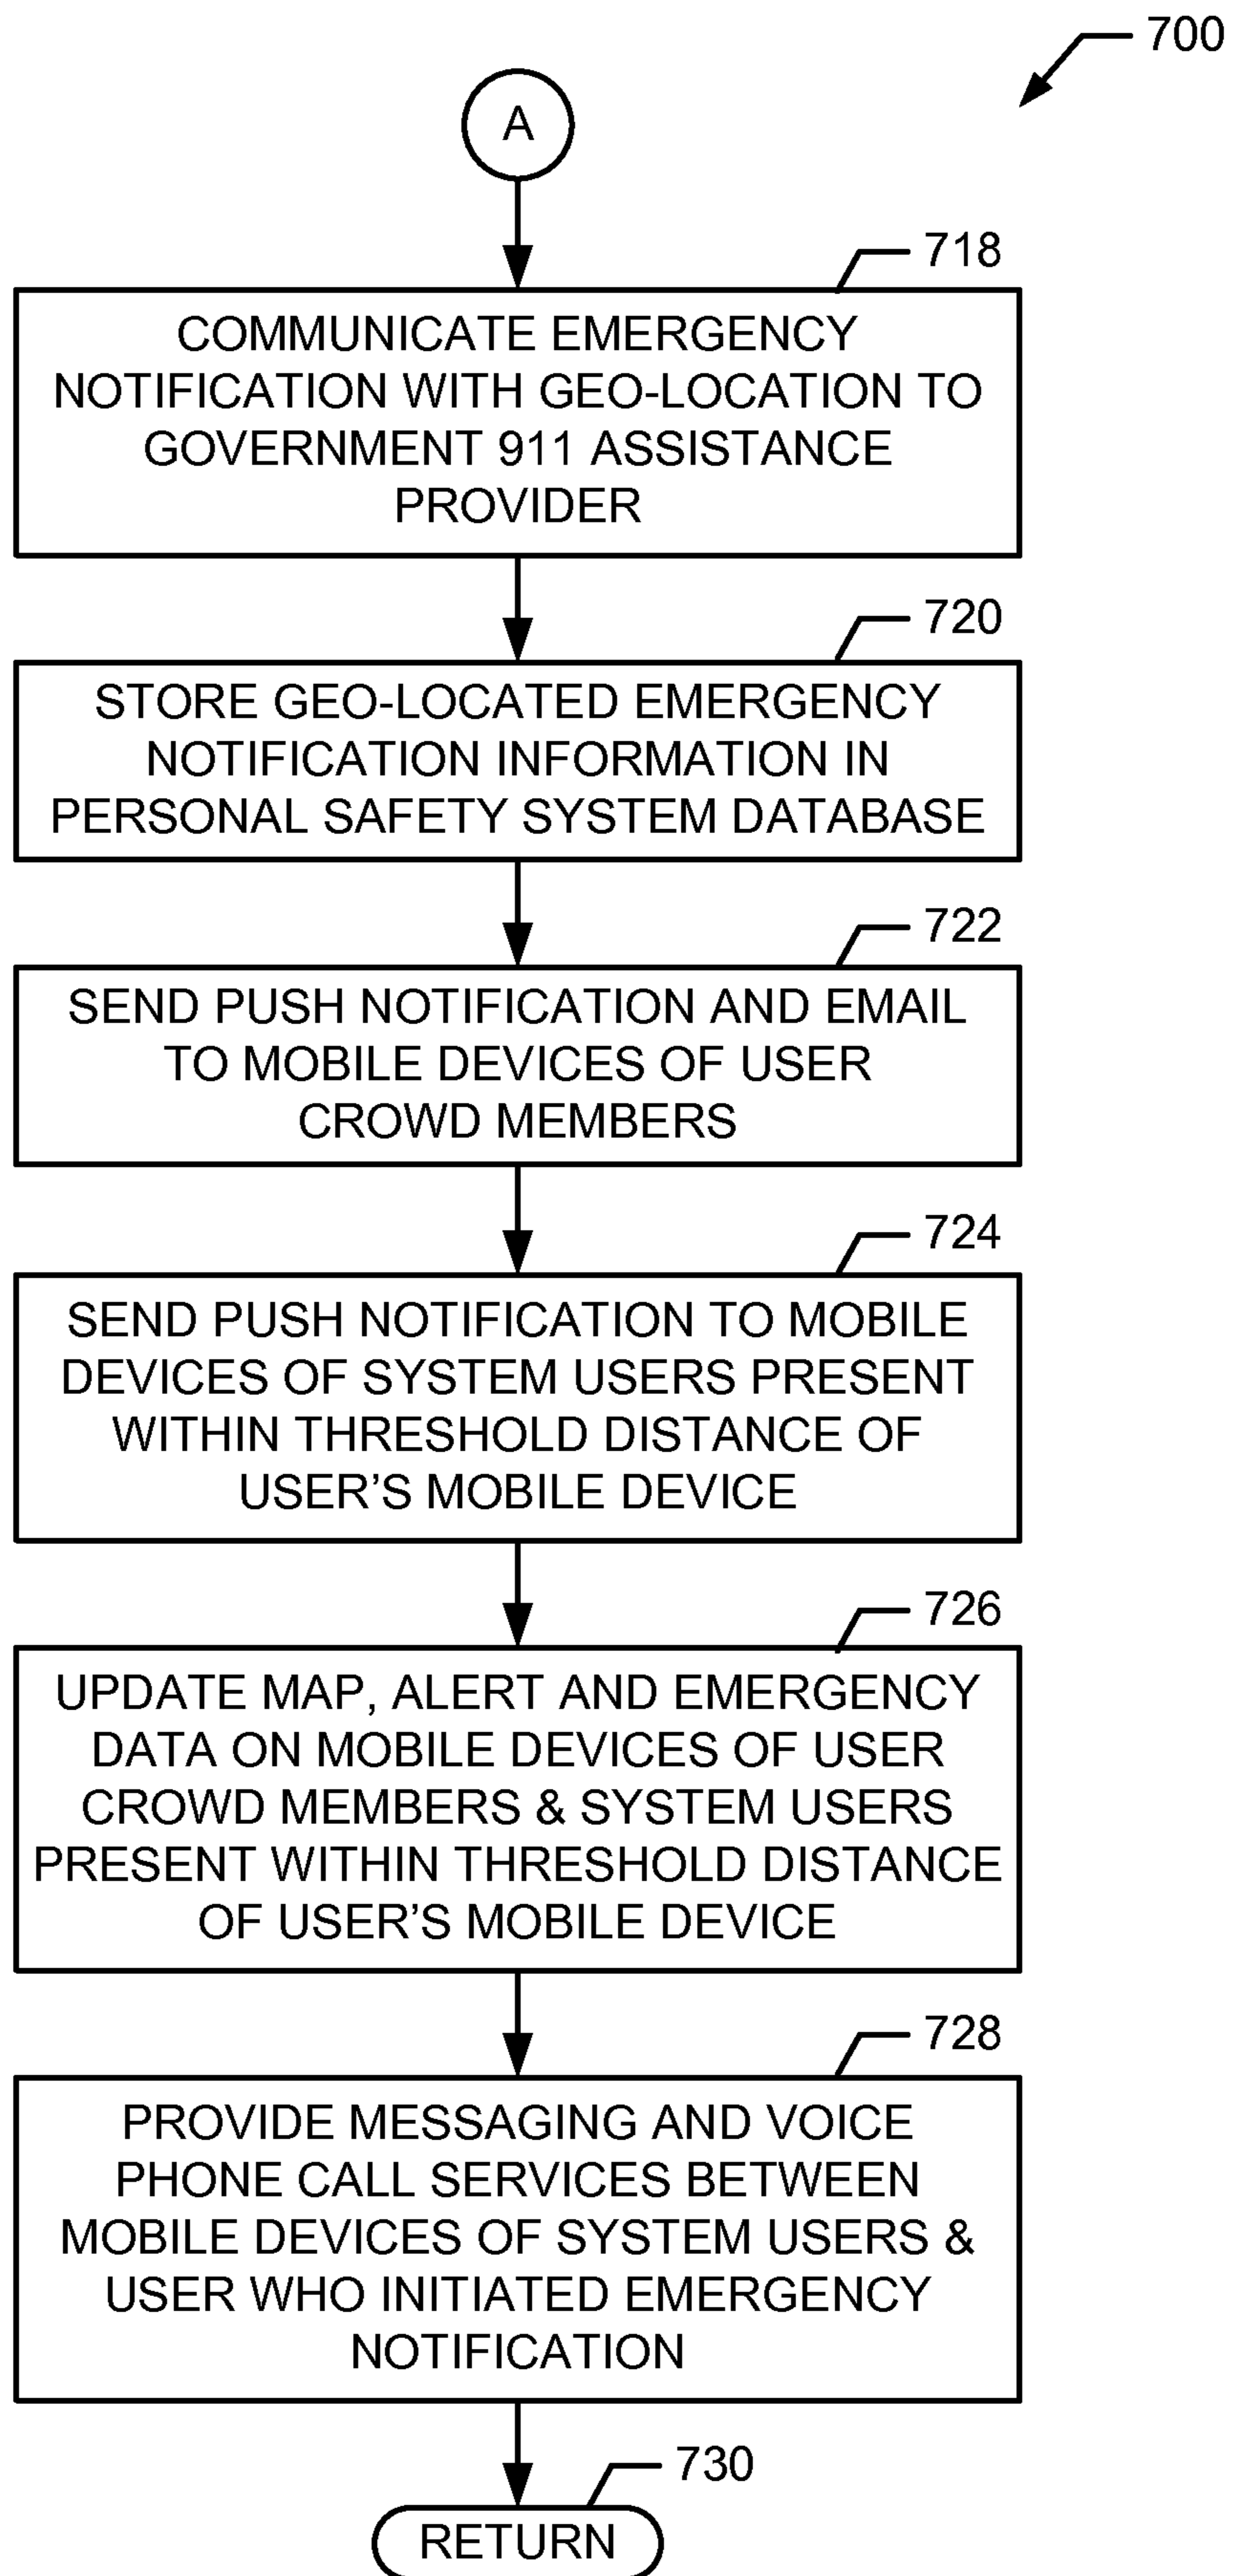 700
A
718
COMMUNICATE EMERGENCY
NOTIFICATION WITH GEO-LOCATION TO
GOVERNMENT 911 ASSISTANCE
PROVIDER
720
STORE GEO-LOCATED EMERGENCY
NOTIFICATION INFORMATION IN
PERSONAL SAFETY SYSTEM DATABASE
722
SEND PUSH NOTIFICATION AND EMAIL
TO MOBILE DEVICES OF USER
CROWD MEMBERS
724
SEND PUSH NOTIFICATION TO MOBILE
DEVICES OF SYSTEM USERS PRESENT
WITHIN THRESHOLD DISTANCE OF
USER’S MOBILE DEVICE
726
UPDATE MAP, ALERT AND EMERGENCY
DATA ON MOBILE DEVICES OF USER
CROWD MEMBERS & SYSTEM USERS
PRESENT WITHIN THRESHOLD DISTANCE
OF USER’S MOBILE DEVICE
728
PROVIDE MESSAGING AND VOICE
PHONE CALL SERVICES BETWEEN
MOBILE DEVICES OF SYSTEM USERS &
USER WHO INITIATED EMERGENCY
NOTIFICATION
730
RETURN